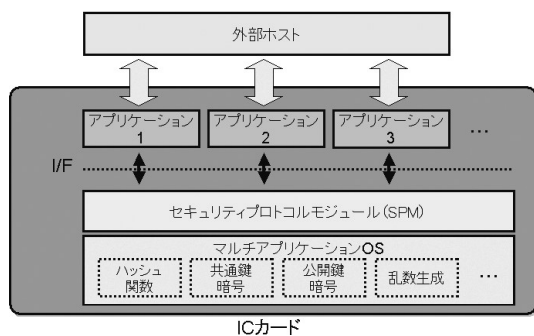 外部ホスト
アプリケーション
1
アプリケーション
2
アプリケーション
3
…
I/F
セキュリティプロトコルモジュール(SPM)
マルチアプリケーションOS
ハッシュ
関数
共通鍵
暗号
公開鍵
暗号
乱数生成
…
ICカード